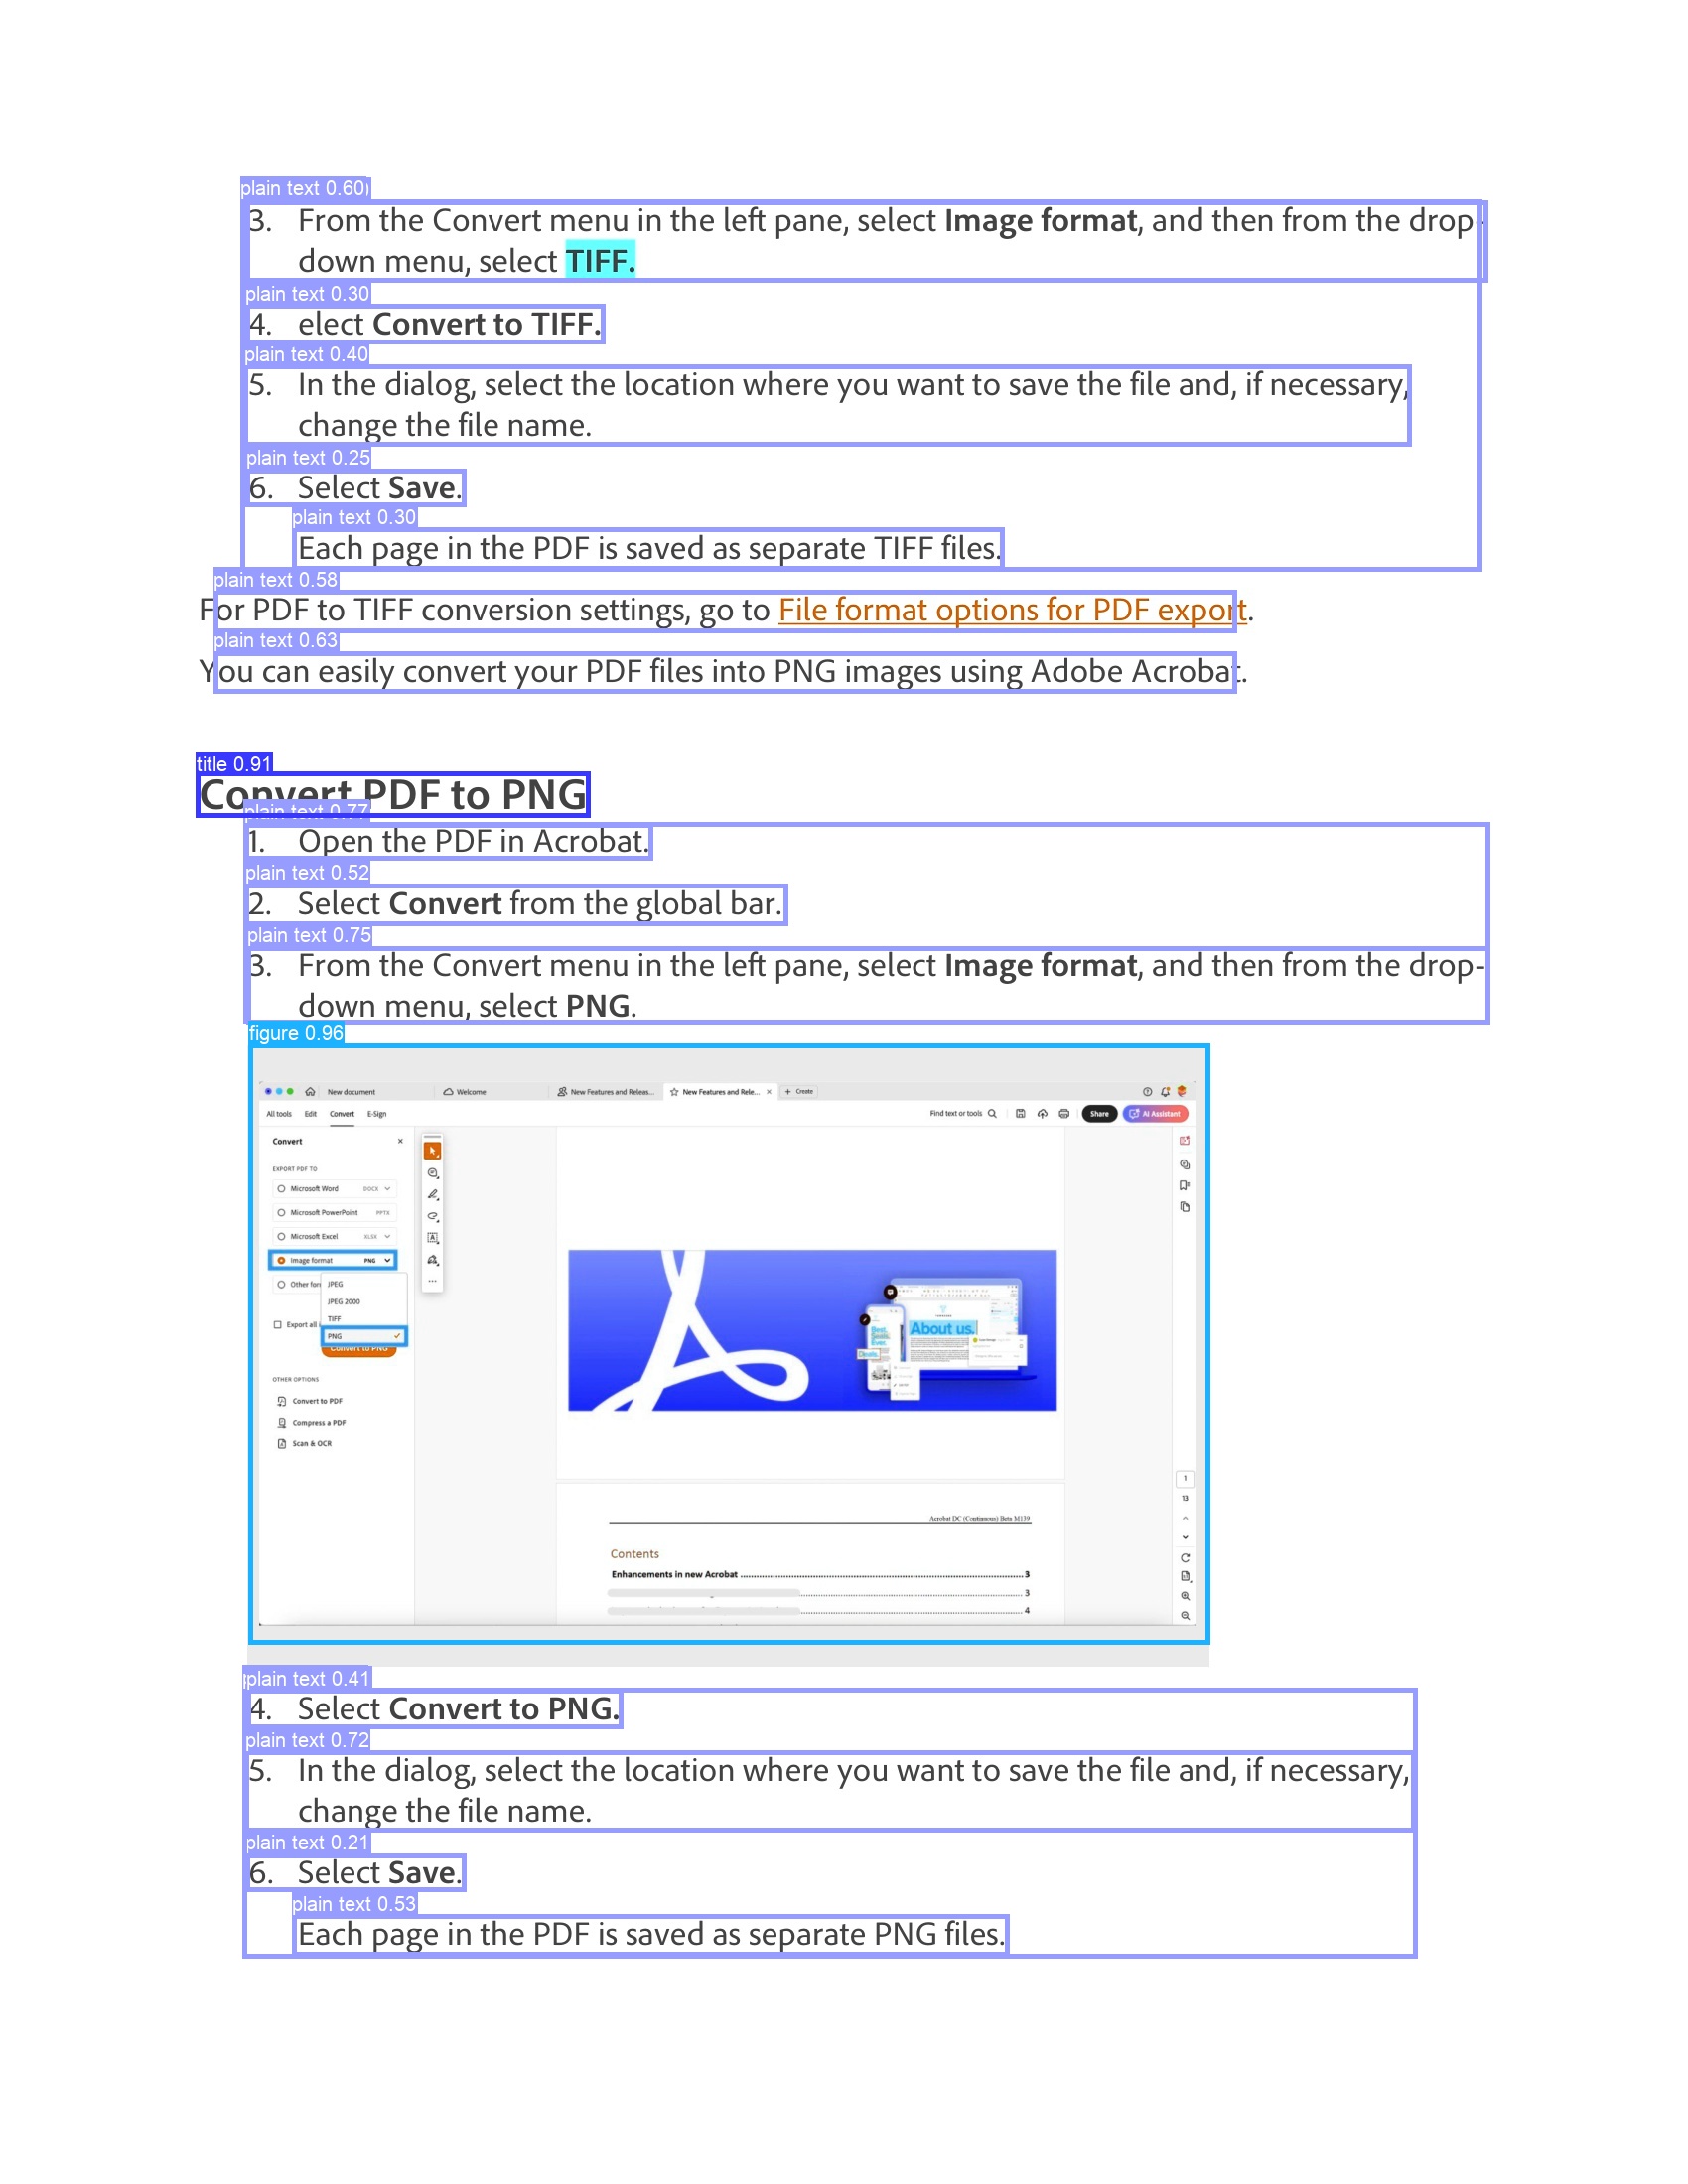 plain text 0.60)
3. From the Convert menu in the left pane, select Image format, and then from the drop-
down menu, select TIFF.
plain text 0.30
4. elect Convert to TIFF.
plain text 0.40
5. In the dialog, select the location where you want to save the file and, if necessary,
change the file name.
plain text 0.25
6. Select Save.
plain text 0.30
Each page in the PDF is saved as separate TIFF files.
plain text 0.58
For PDF to TIFF conversion settings, go to File format options for PDF export.
plain text 0.63
You can easily convert your PDF files into PNG images using Adobe Acrobat.
title 0.91
Convert PDF to PNG
plain text 0.77
1. Open the PDF in Acrobat.
plain text 0.52
2. Select Convert from the global bar.
plain text 0.75
3. From the Convert menu in the left pane, select Image format, and then from the drop-
down menu, select PNG.
figure 0.96
New document Welcome New Features and Releas... New Features and Rele... × + Create
All tools Edit Convert E-Sign Find text or tools Share AI Assistant
Convert ×
EXPORT PDF TO
Microsoft Word DOCX
Microsoft PowerPoint PPTX
Microsoft Excel XLSX
Image format PNG
Other for JPEG
JPEG 2000
TIFF
Export all
PNG
Convert to PNG
About us.
Best.
Ever.
Deals.
OTHER OPTIONS
Convert to PDF
Compress a PDF
Scan & OCR
1
13
Acrobat DC (Continuous) Beta M139
Contents
Enhancements in new Acrobat 3
3
4
plain text 0.41
4. Select Convert to PNG.
plain text 0.72
5. In the dialog, select the location where you want to save the file and, if necessary,
change the file name.
plain text 0.21
6. Select Save.
plain text 0.53
Each page in the PDF is saved as separate PNG files.